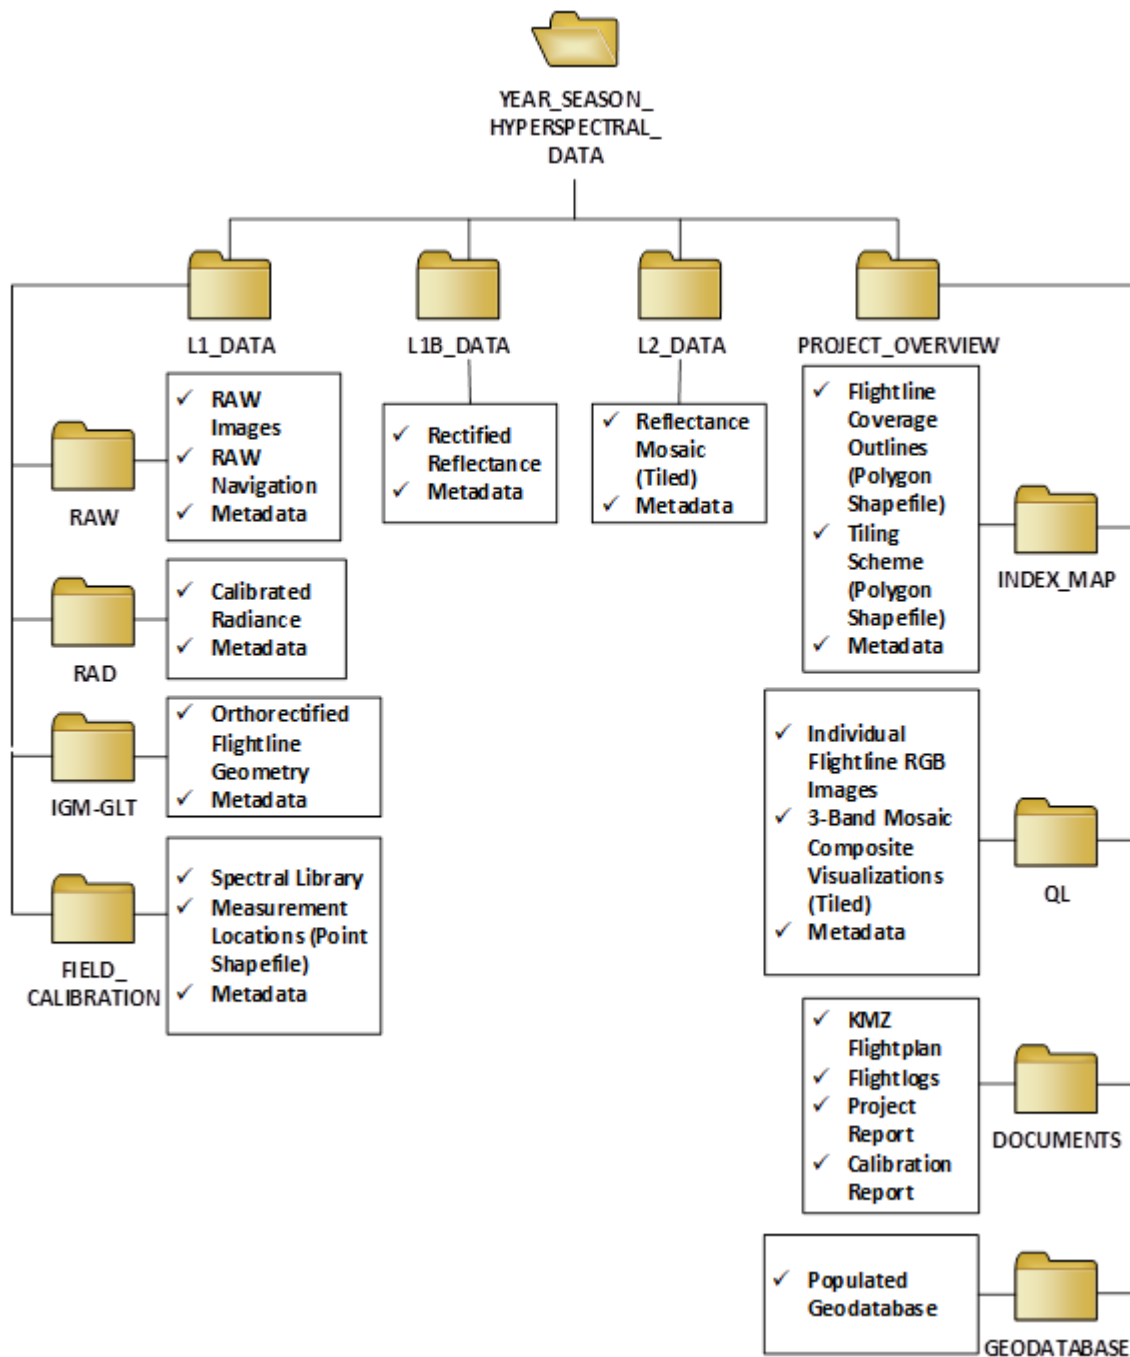 YEAR_SEASON_
HYPERSPECTRAL_
DATA
L1_DATA
L1B_DATA
L2_DATA
PROJECT_OVERVIEW
RAW
✓ RAW
Images
✓ RAW
Navigation
✓ Metadata
RAD
✓ Calibrated
Radiance
✓ Metadata
IGM-GLT
✓ Orthorectified
Flightline
Geometry
✓ Metadata
FIELD_
CALIBRATION
✓ Spectral Library
✓ Measurement
Locations (Point
Shapefile)
✓ Metadata
✓ Rectified
Reflectance
✓ Metadata
✓ Reflectance
Mosaic
(Tiled)
✓ Metadata
✓ Flightline
Coverage
Outlines
(Polygon
Shapefile)
✓ Tiling
Scheme
(Polygon
Shapefile)
✓ Metadata
INDEX_MAP
✓ Individual
Flightline RGB
Images
✓ 3-Band Mosaic
Composite
Visualizations
(Tiled)
✓ Metadata
QL
✓ KMZ
Flightplan
✓ Flightlogs
✓ Project
Report
✓ Calibration
Report
DOCUMENTS
✓ Populated
Geodatabase
GEODATABASE